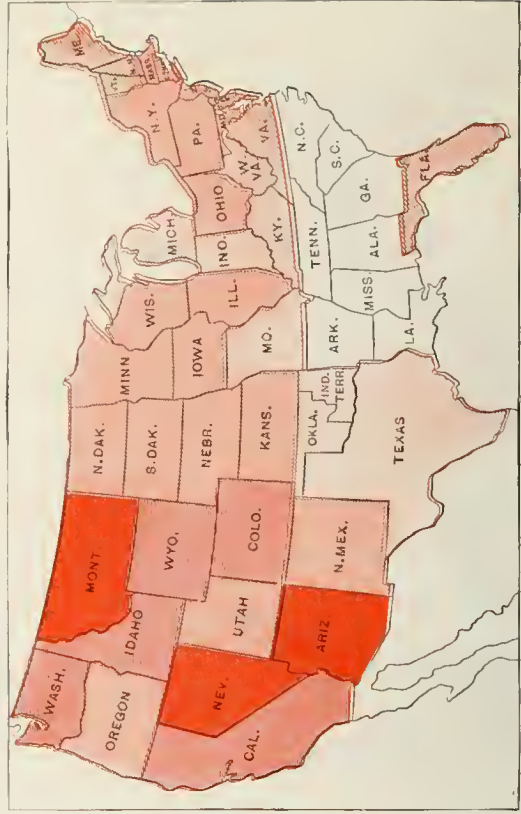 WASH.
OREGON
CAL.
NEV.
IDAHO
MONT.
WYO.
UTAH
COLO.
ARIZ
N.MEX.
N.DAK.
S.DAK.
NEBR.
KANS.
OKLA.
IND.
TERR.
TEXAS
MINN
IOWA
MO.
ARK.
LA.
WIS.
ILL.
MICH.
IND.
OHIO
KY.
TENN.
MISS.
ALA.
GA.
FLA.
S.C.
N.C.
VA.
W.
VA.
PA.
N.Y.
VT.
N.H.
MASS.
ME.